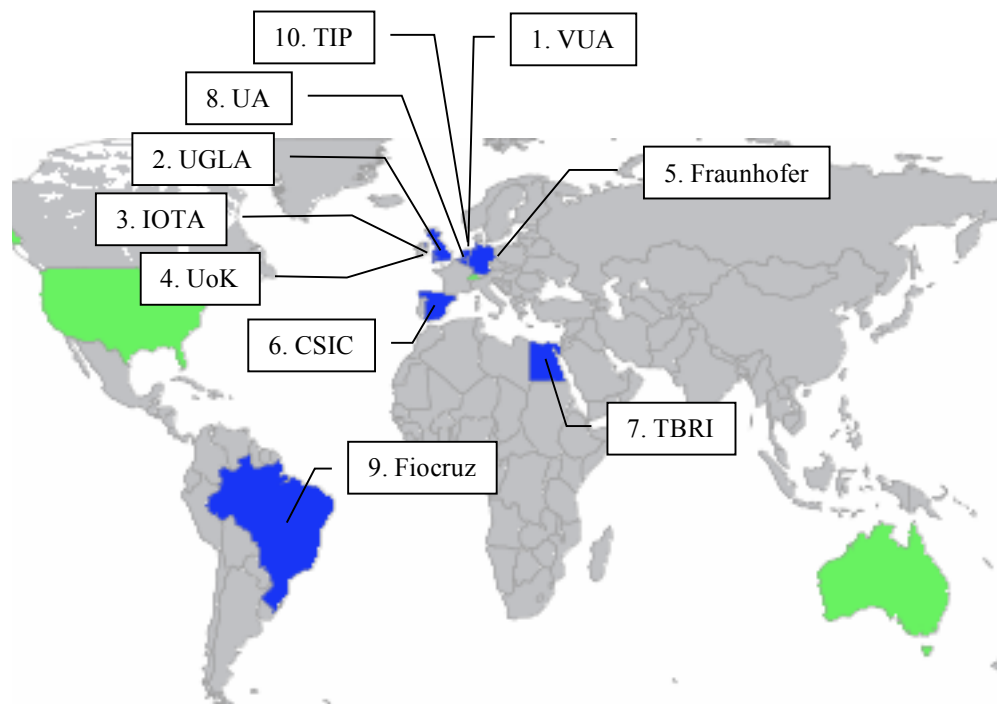 10. TIP
1. VUA
8. UA
2. UGLA
5. Fraunhofer
3. IOTA
4. UoK
6. CSIC
7. TBRI
9. Fiocruz